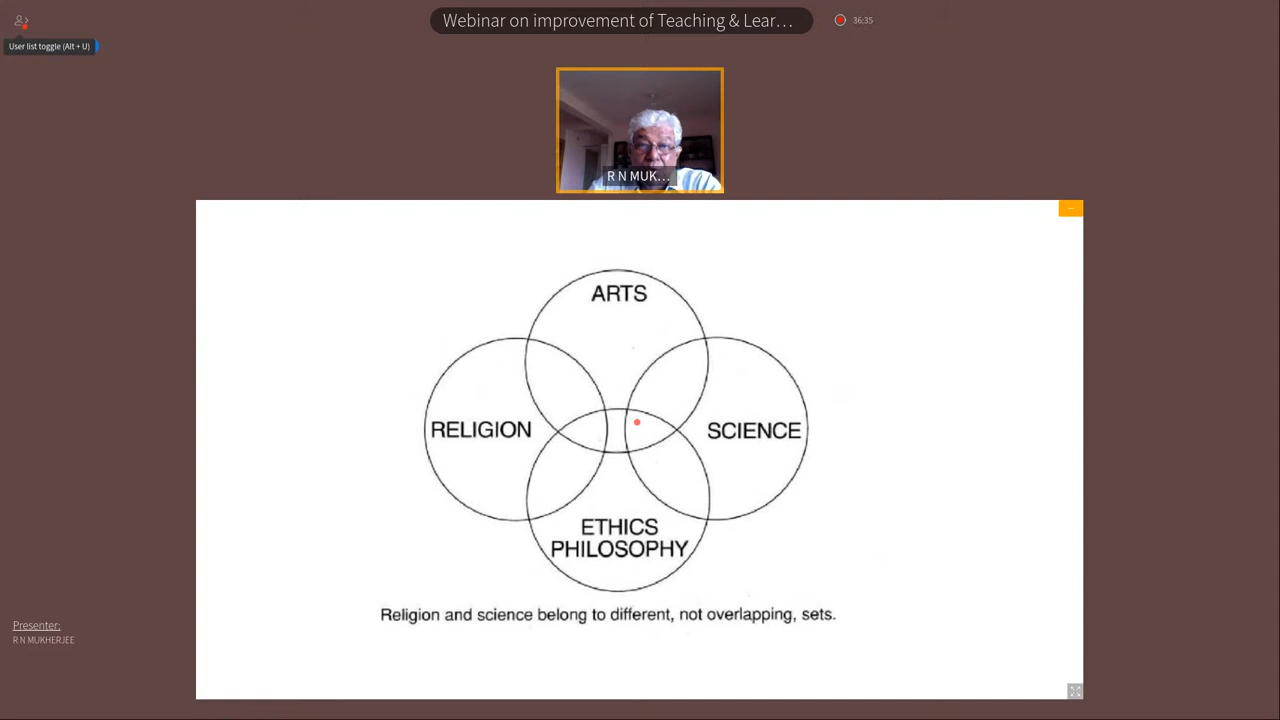 Webinar on improvement of Teaching & Lear…
36:35
User list toggle (Alt + U)
R N MUK…
ARTS
RELIGION
SCIENCE
ETHICS
PHILOSOPHY
Religion and science belong to different, not overlapping, sets.
Presenter:
R N MUKHERJEE